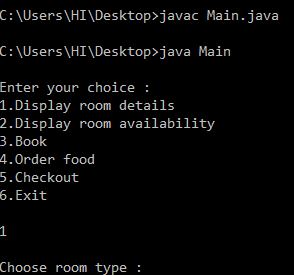 C:\Users\HI\Desktop>javac Main.java
C:\Users\HI\Desktop>java Main
Enter your choice :
1.Display room details
2.Display room availability
3.Book
4.Order food
5.Checkout
6.Exit
1
Choose room type :